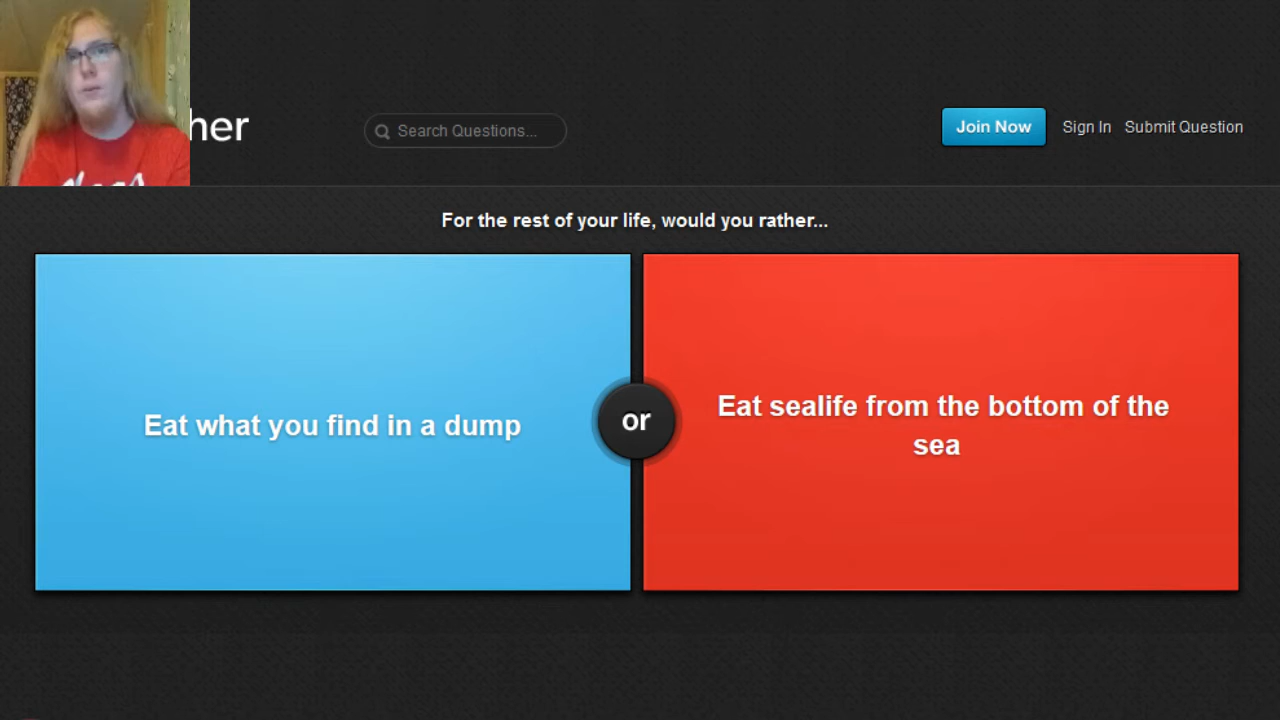 her
Search Questions...
Join Now
Sign In
Submit Question
For the rest of your life, would you rather...
Eat what you find in a dump
or
Eat sealife from the bottom of the
sea